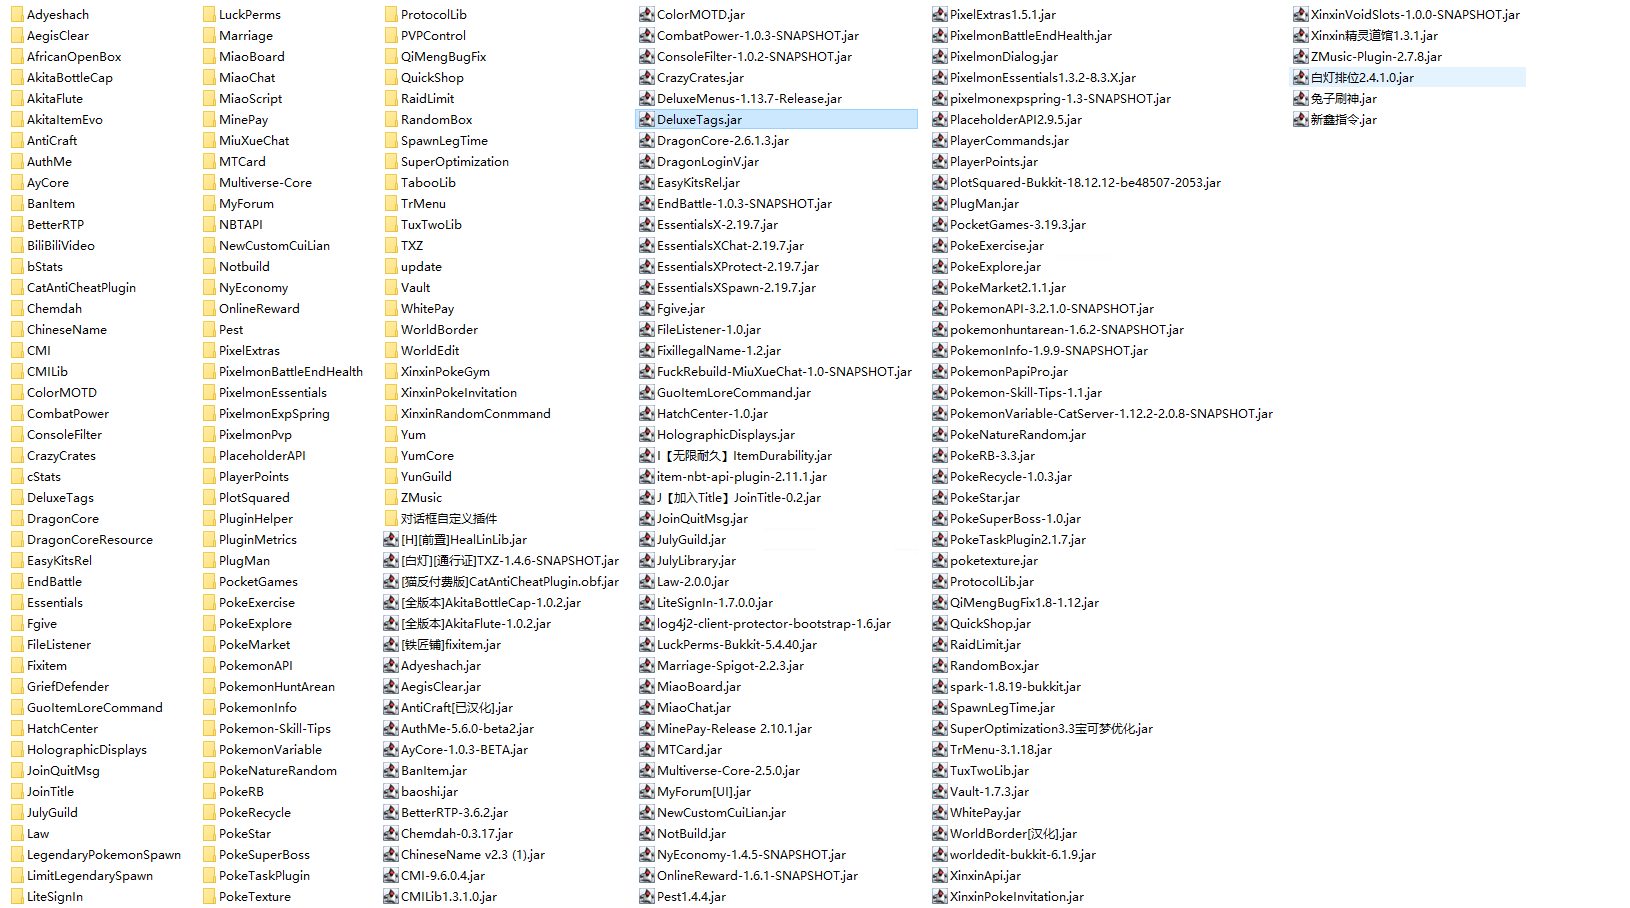 Adyeshach
AegisClear
AfricanOpenBox
AkitaBottleCap
AkitaFlute
AkitaItemEvo
AntiCraft
AuthMe
AyCore
BanItem
BetterRTP
BiliBiliVideo
bStats
CatAntiCheatPlugin
Chemdah
ChineseName
CMI
CMILib
ColorMOTD
CombatPower
ConsoleFilter
CrazyCrates
cStats
DeluxeTags
DragonCore
DragonCoreResource
EasyKitsRel
EndBattle
Essentials
Fgive
FileListener
Fixitem
GriefDefender
GuoItemLoreCommand
HatchCenter
HolographicDisplays
JoinQuitMsg
JoinTitle
JulyGuild
Law
LegendaryPokemonSpawn
LimitLegendarySpawn
LiteSignIn
LuckPerms
Marriage
MiaoBoard
MiaoChat
MiaoScript
MinePay
MiuXueChat
MTCard
Multiverse-Core
MyForum
NBTAPI
NewCustomCuiLian
Notbuild
NyEconomy
OnlineReward
Pest
PixelExtras
PixelmonBattleEndHealth
PixelmonEssentials
PixelmonExpSpring
PixelmonPvp
PlaceholderAPI
PlayerPoints
PlotSquared
PluginHelper
PluginMetrics
PlugMan
PocketGames
PokeExercise
PokeExplore
PokeMarket
PokemonAPI
PokemonHuntArean
PokemonInfo
Pokemon-Skill-Tips
PokemonVariable
PokeNatureRandom
PokeRB
PokeRecycle
PokeStar
PokeSuperBoss
PokeTaskPlugin
PokeTexture
ProtocolLib
PVPControl
QiMengBugFix
QuickShop
RaidLimit
RandomBox
SpawnLegTime
SuperOptimization
TabooLib
TrMenu
TuxTwoLib
TXZ
update
Vault
WhitePay
WorldBorder
WorldEdit
XinxinPokeGym
XinxinPokeInvitation
XinxinRandomConmmand
Yum
YumCore
YunGuild
ZMusic
对话框自定义插件
[H][前置]HealLinLib.jar
[白灯][通行证]TXZ-1.4.6-SNAPSHOT.jar
[猫反付费版]CatAntiCheatPlugin.obf.jar
[全版本]AkitaBottleCap-1.0.2.jar
[全版本]AkitaFlute-1.0.2.jar
[铁匠铺]fixitem.jar
Adyeshach.jar
AegisClear.jar
AntiCraft[已汉化].jar
AuthMe-5.6.0-beta2.jar
AyCore-1.0.3-BETA.jar
BanItem.jar
baoshi.jar
BetterRTP-3.6.2.jar
Chemdah-0.3.17.jar
ChineseName v2.3 (1).jar
CMI-9.6.0.4.jar
CMILib1.3.1.0.jar
ColorMOTD.jar
CombatPower-1.0.3-SNAPSHOT.jar
ConsoleFilter-1.0.2-SNAPSHOT.jar
CrazyCrates.jar
DeluxeMenus-1.13.7-Release.jar
DeluxeTags.jar
DragonCore-2.6.1.3.jar
DragonLoginV.jar
EasyKitsRel.jar
EndBattle-1.0.3-SNAPSHOT.jar
EssentialsX-2.19.7.jar
EssentialsXChat-2.19.7.jar
EssentialsXProtect-2.19.7.jar
EssentialsXSpawn-2.19.7.jar
Fgive.jar
FileListener-1.0.jar
FixillegalName-1.2.jar
FuckRebuild-MiuXueChat-1.0-SNAPSHOT.jar
GuoItemLoreCommand.jar
HatchCenter-1.0.jar
HolographicDisplays.jar
I【无限耐久】ItemDurability.jar
item-nbt-api-plugin-2.11.1.jar
J【加入Title】JoinTitle-0.2.jar
JoinQuitMsg.jar
JulyGuild.jar
JulyLibrary.jar
Law-2.0.0.jar
LiteSignIn-1.7.0.0.jar
log4j2-client-protector-bootstrap-1.6.jar
LuckPerms-Bukkit-5.4.40.jar
Marriage-Spigot-2.2.3.jar
MiaoBoard.jar
MiaoChat.jar
MinePay-Release 2.10.1.jar
MTCard.jar
Multiverse-Core-2.5.0.jar
MyForum[UI].jar
NewCustomCuiLian.jar
NotBuild.jar
NyEconomy-1.4.5-SNAPSHOT.jar
OnlineReward-1.6.1-SNAPSHOT.jar
Pest1.4.4.jar
PixelExtras1.5.1.jar
PixelmonBattleEndHealth.jar
PixelmonDialog.jar
PixelmonEssentials1.3.2-8.3.X.jar
pixelmonexpspring-1.3-SNAPSHOT.jar
PlaceholderAPI2.9.5.jar
PlayerCommands.jar
PlayerPoints.jar
PlotSquared-Bukkit-18.12.12-be48507-2053.jar
PlugMan.jar
PocketGames-3.19.3.jar
PokeExercise.jar
PokeExplore.jar
PokeMarket2.1.1.jar
PokemonAPI-3.2.1.0-SNAPSHOT.jar
pokemonhuntarean-1.6.2-SNAPSHOT.jar
PokemonInfo-1.9.9-SNAPSHOT.jar
PokemonPapiPro.jar
Pokemon-Skill-Tips-1.1.jar
PokemonVariable-CatServer-1.12.2-2.0.8-SNAPSHOT.jar
PokeNatureRandom.jar
PokeRB-3.3.jar
PokeRecycle-1.0.3.jar
PokeStar.jar
PokeSuperBoss-1.0.jar
PokeTaskPlugin2.1.7.jar
poketexture.jar
ProtocolLib.jar
QiMengBugFix1.8-1.12.jar
QuickShop.jar
RaidLimit.jar
RandomBox.jar
spark-1.8.19-bukkit.jar
SpawnLegTime.jar
SuperOptimization3.3宝可梦优化.jar
TrMenu-3.1.18.jar
TuxTwoLib.jar
Vault-1.7.3.jar
WhitePay.jar
WorldBorder[汉化].jar
worldedit-bukkit-6.1.9.jar
XinxinApi.jar
XinxinPokeInvitation.jar
XinxinVoidSlots-1.0.0-SNAPSHOT.jar
Xinxin精灵道馆1.3.1.jar
ZMusic-Plugin-2.7.8.jar
白灯排位2.4.1.0.jar
兔子刷神.jar
新鑫指令.jar